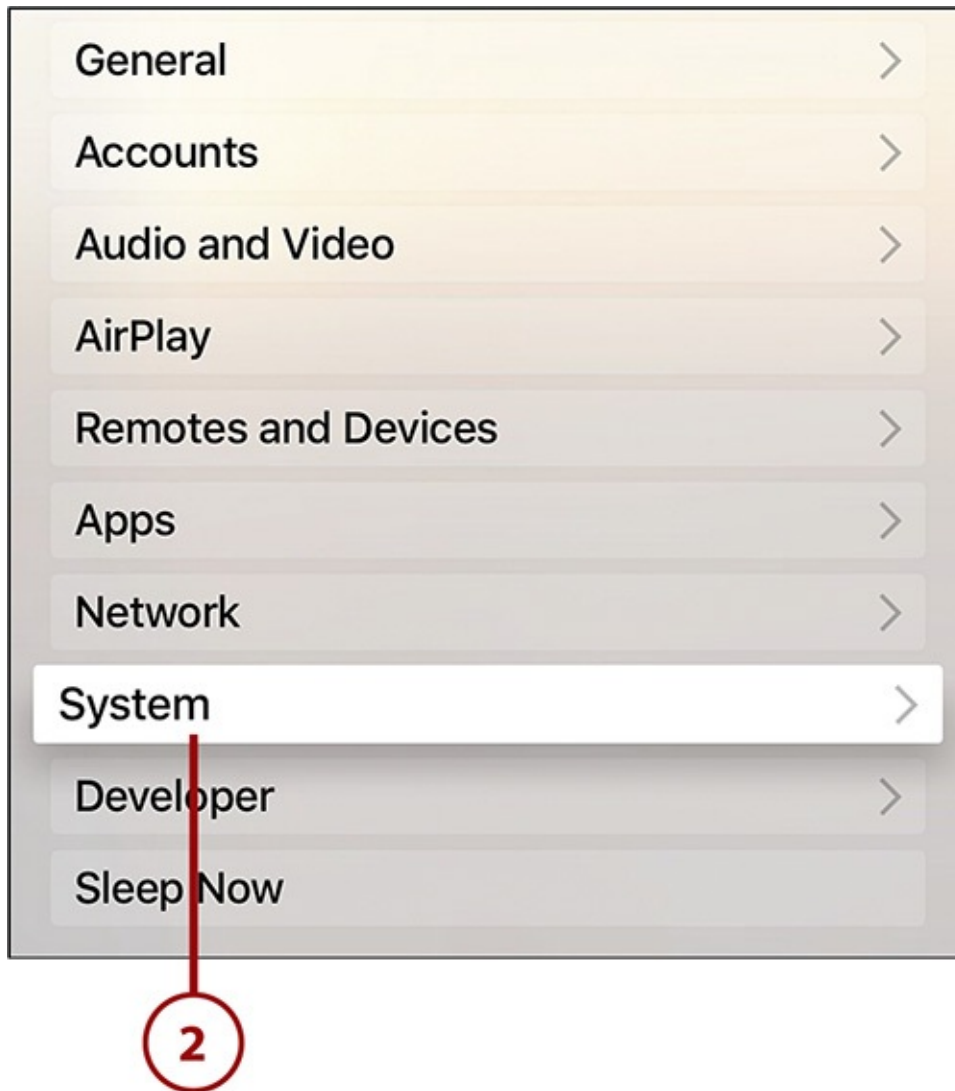 General
Accounts
Audio and Video
AirPlay
Remotes and Devices
Apps
Network
System
Developer
Sleep Now
2